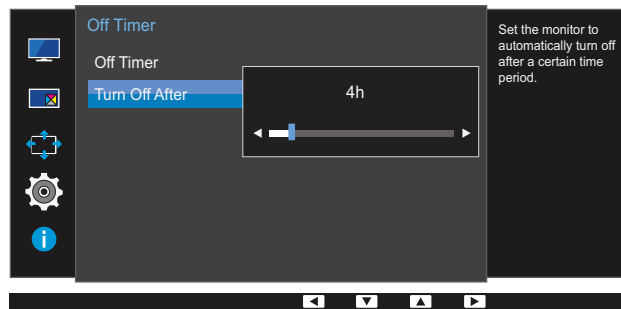 Off Timer
Off Timer
Turn Off After
4h
Set the monitor to
automatically turn off
after a certain time
period.
i